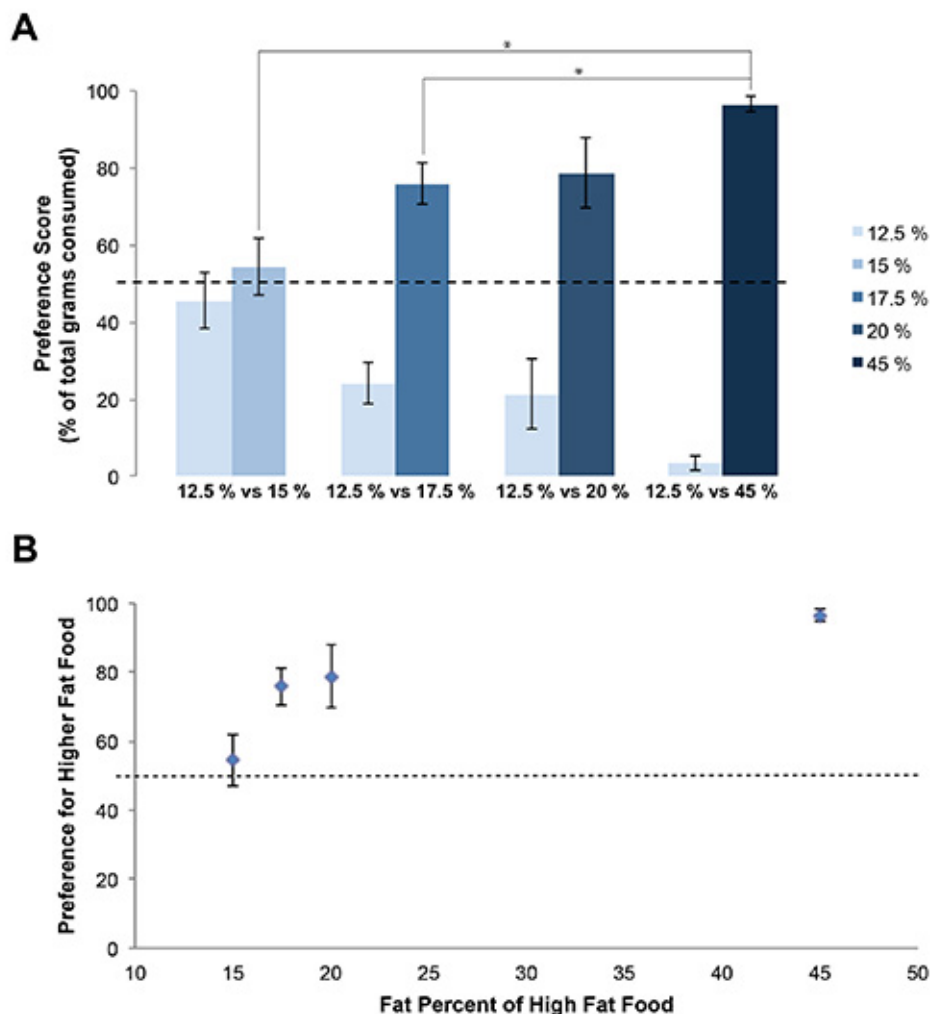 A
*
*
100
80
60
40
20
0
Preference Score
(% of total grams consumed)
12.5 % vs 15 %
12.5 % vs 17.5 %
12.5 % vs 20 %
12.5 % vs 45 %
12.5 %
15 %
17.5 %
20 %
45 %
B
100
80
60
40
20
0
Preference for Higher Fat Food
10 15 20 25 30 35 40 45 50
Fat Percent of High Fat Food